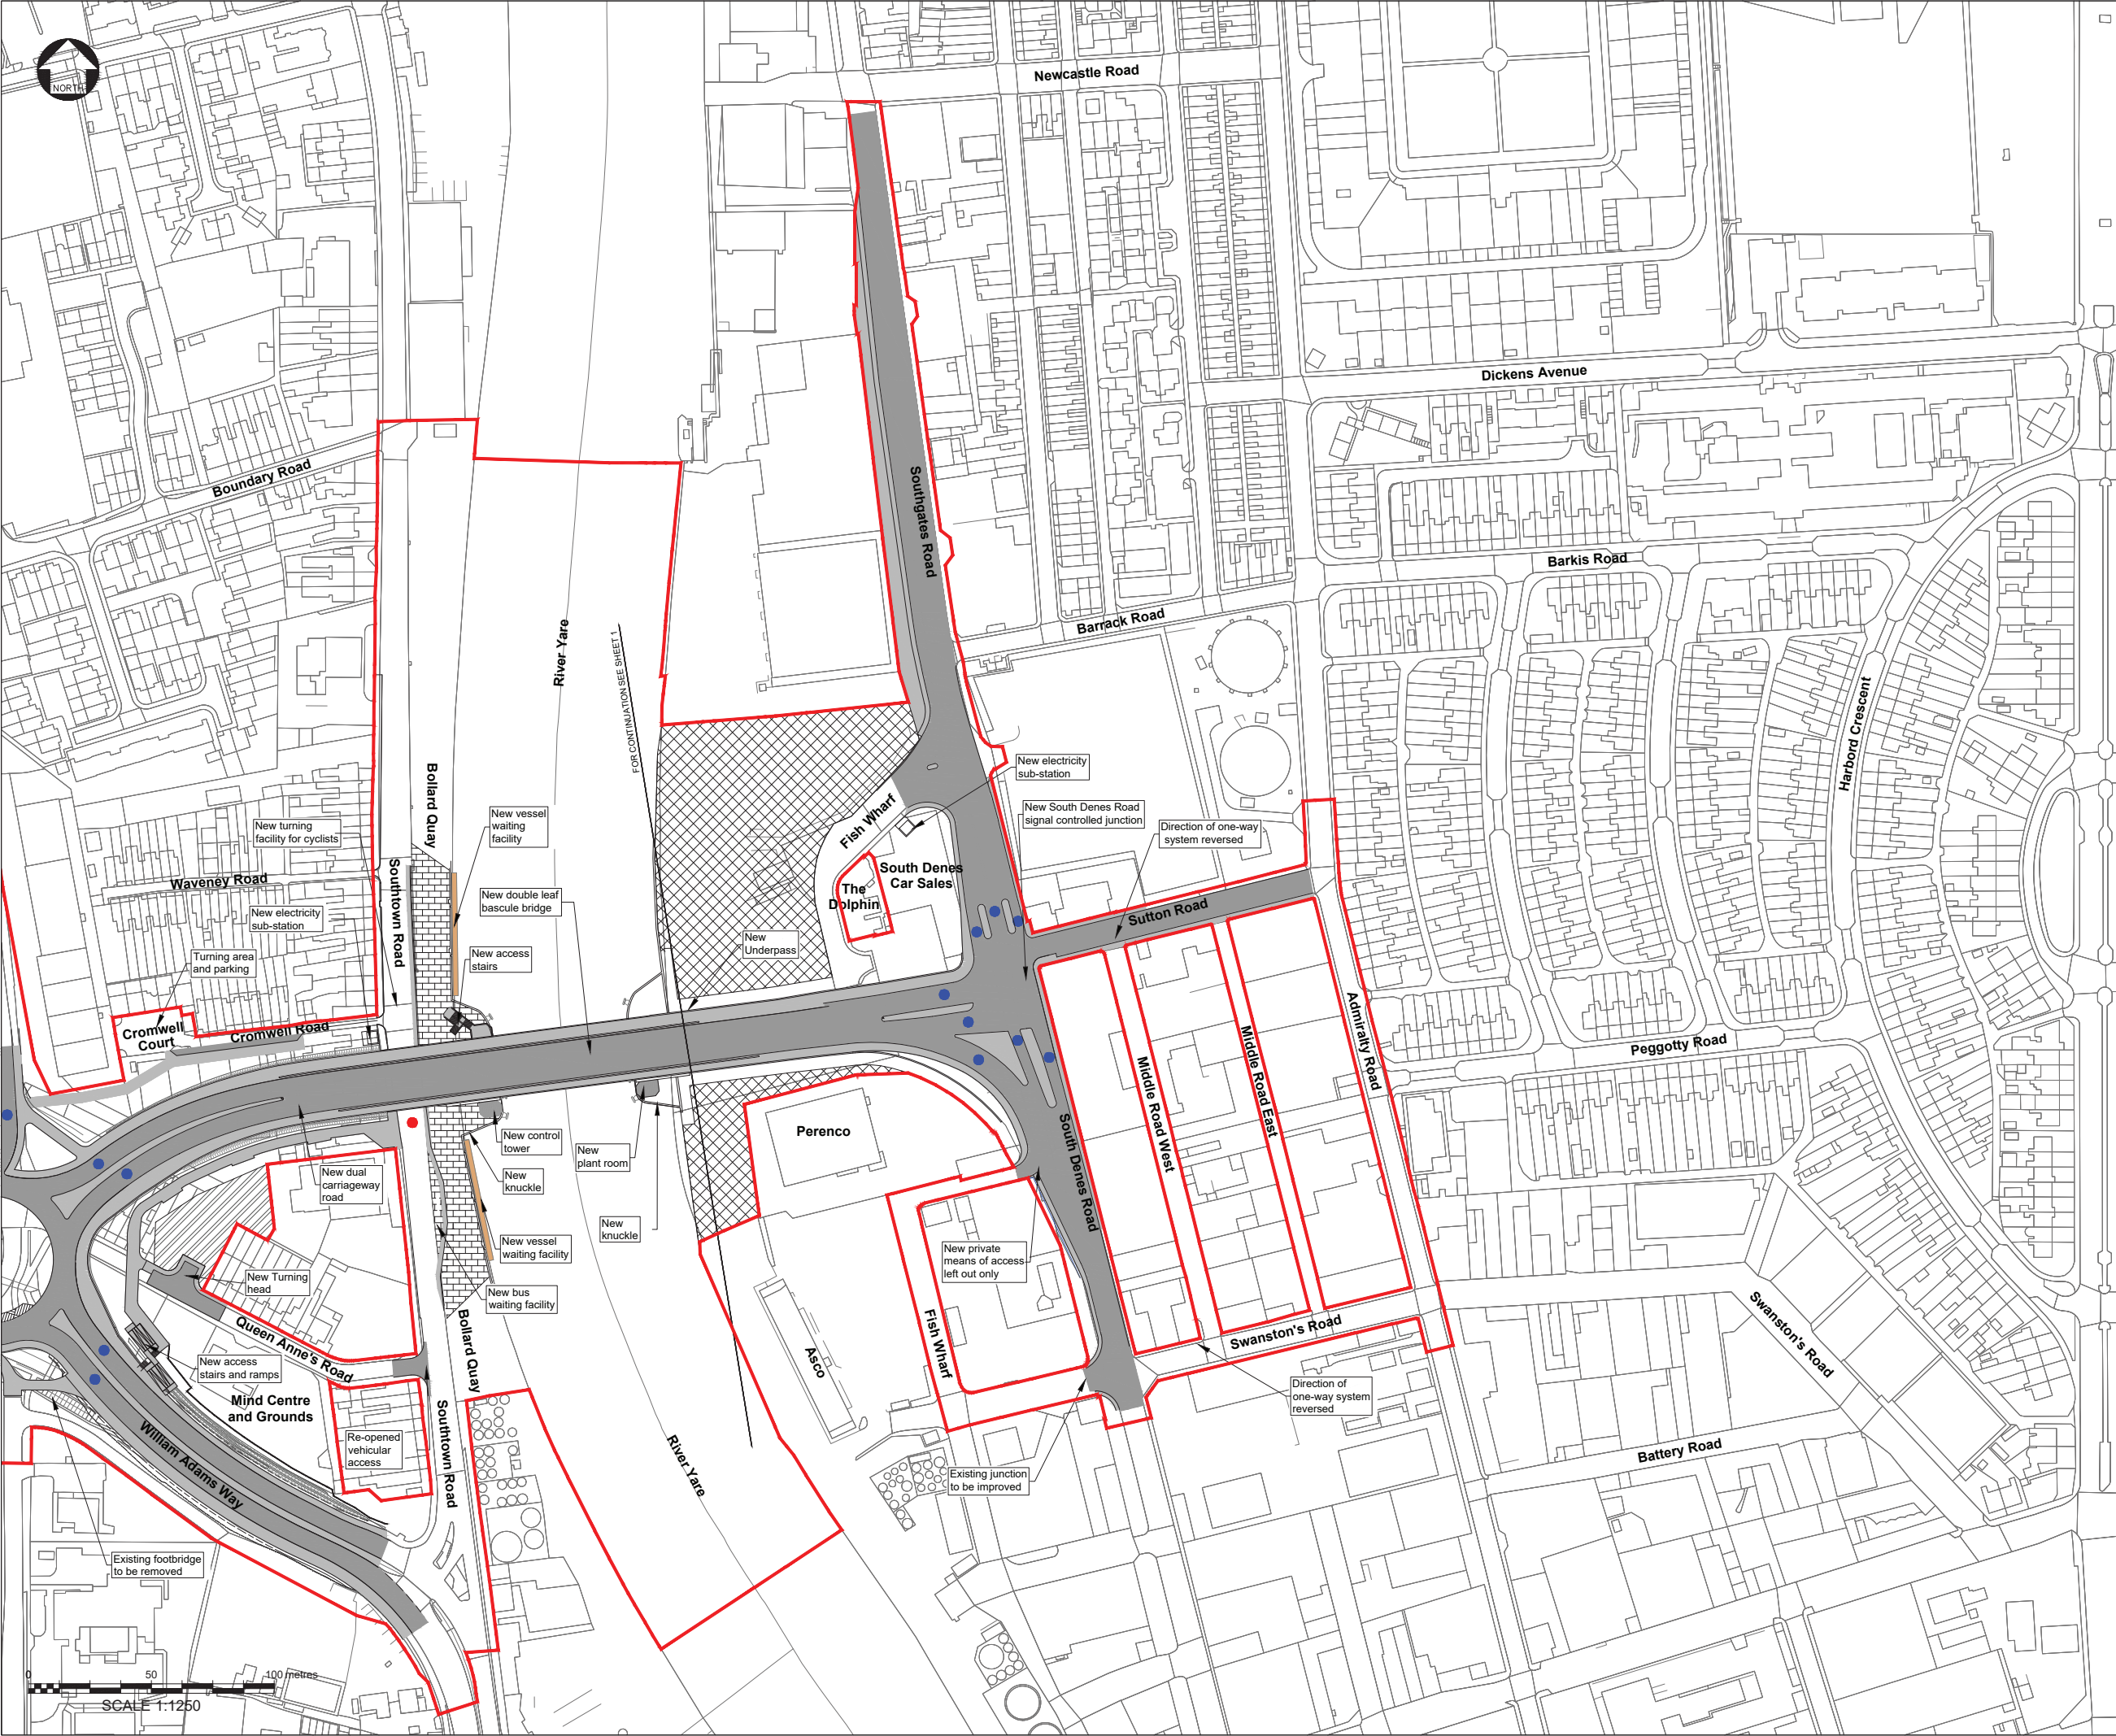 NORTH
Newcastle Road
Dickens Avenue
Boundary Road
Southgates Road
Barkis Road
Barrack Road
River Yare
FOR CONTINUATION SEE SHEET 1
Harbord Crescent
New electricity
sub-station
Bollard Quay
New vessel
waiting
facility
New turning
facility for cyclists
Fish Wharf
New South Denes Road
signal controlled junction
Direction of one-way
system reversed
Waveney Road
Southtown Road
New double leaf
bascule bridge
The
Dolphin
South Denes
Car Sales
Sutton Road
New electricity
sub-station
New
Underpass
Turning area
and parking
New access
stairs
Cromwell
Court
Cromwell Road
Admiralty Road
Middle Road East
Middle Road West
Peggotty Road
Perenco
New control
tower
New
plant room
New
knuckle
New dual
carriageway
road
South Denes Road
New
knuckle
New vessel
waiting facility
New private
means of access
left out only
New Turning
head
New bus
waiting facility
Bollard Quay
Queen Anne's Road
Fish Wharf
Asco
Swanston's Road
Swanston's Road
New access
stairs and ramps
Mind Centre
and Grounds
Direction of
one-way system
reversed
Southtown Road
William Adams Way
Re-opened
vehicular
access
River Yare
Existing junction
to be improved
Battery Road
Existing footbridge
to be removed
0 50 100 metres
SCALE 1:1250